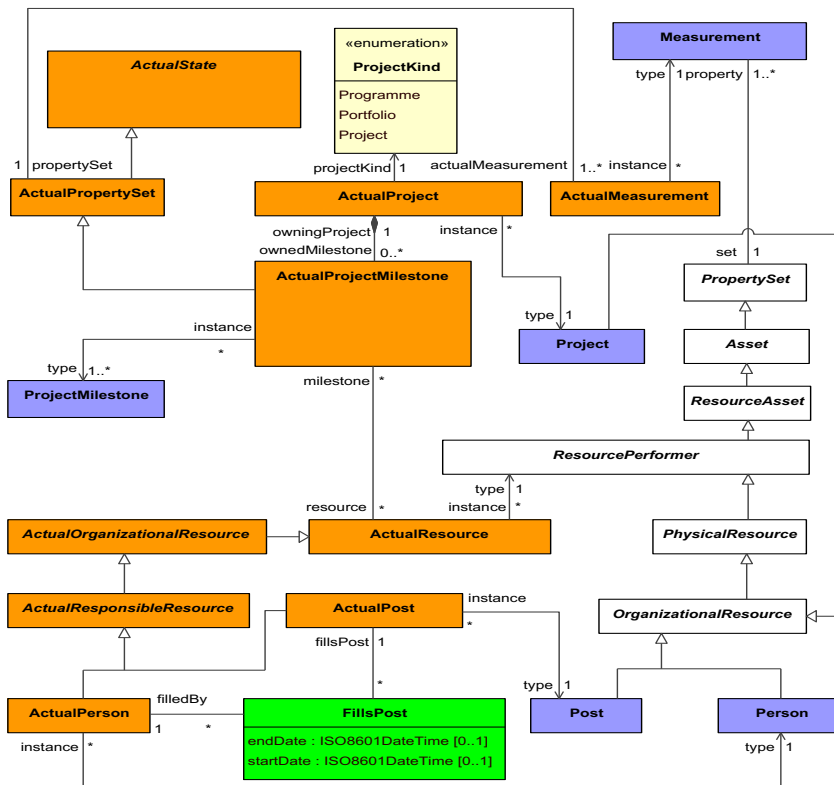 «enumeration»
ProjectKind
Programme
Portfolio
Project
Measurement
ActualState
type 1 property 1..*
1 propertySet
projectKind 1
actualMeasurement 1..*
instance *
ActualPropertySet
ActualProject
ActualMeasurement
owningProject 1
ownedMilestone 0..*
instance *
set 1
ActualProjectMilestone
PropertySet
instance
*
type 1
type 1..*
Project
Asset
ProjectMilestone
milestone *
ResourceAsset
ResourcePerformer
type 1
resource *
instance *
ActualOrganizationalResource
ActualResource
PhysicalResource
ActualResponsibleResource
ActualPost
instance
*
OrganizationalResource
fillsPost 1
*
type 1
filledBy
1 *
ActualPerson
FillsPost
Post
Person
endDate : ISO8601DateTime [0..1]
startDate : ISO8601DateTime [0..1]
instance *
type 1